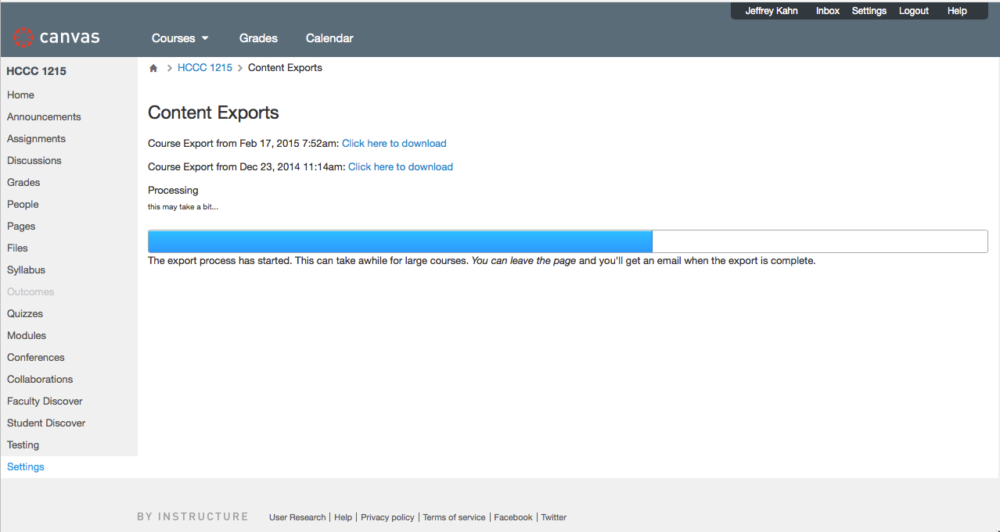 Jeffrey Kahn Inbox Settings Logout Help
canvas Courses Grades Calendar
HCCC 1215
Home
Announcements
Assignments
Discussions
Grades
People
Pages
Files
Syllabus
Outcomes
Quizzes
Modules
Conferences
Collaborations
Faculty Discover
Student Discover
Testing
Settings
HCCC 1215 > Content Exports
Content Exports
Course Export from Feb 17, 2015 7:52am: Click here to download
Course Export from Dec 23, 2014 11:14am: Click here to download
Processing
this may take a bit...
The export process has started. This can take awhile for large courses. You can leave the page and you'll get an email when the export is complete.
BY INSTRUCTURE User Research | Help | Privacy policy | Terms of service | Facebook | Twitter